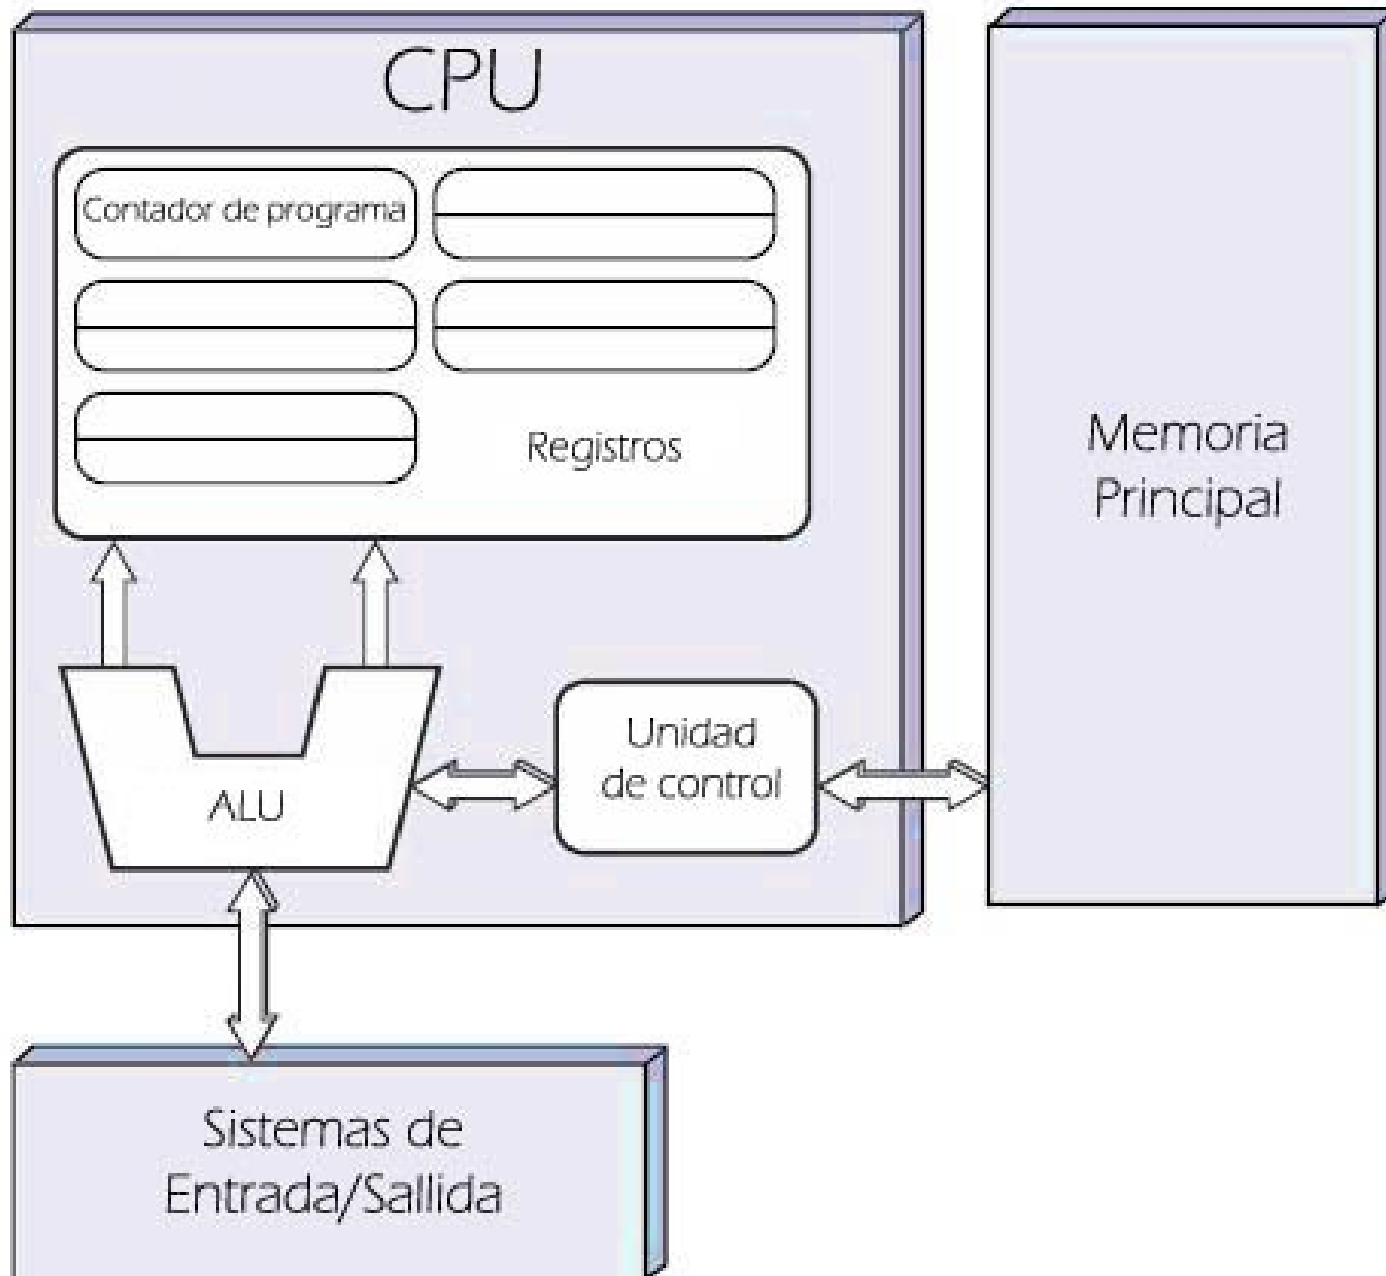 CPU
Contador de programa
Registros
Memoria
Principal
ALU
Unidad
de control
Sistemas de
Entrada/Sallida